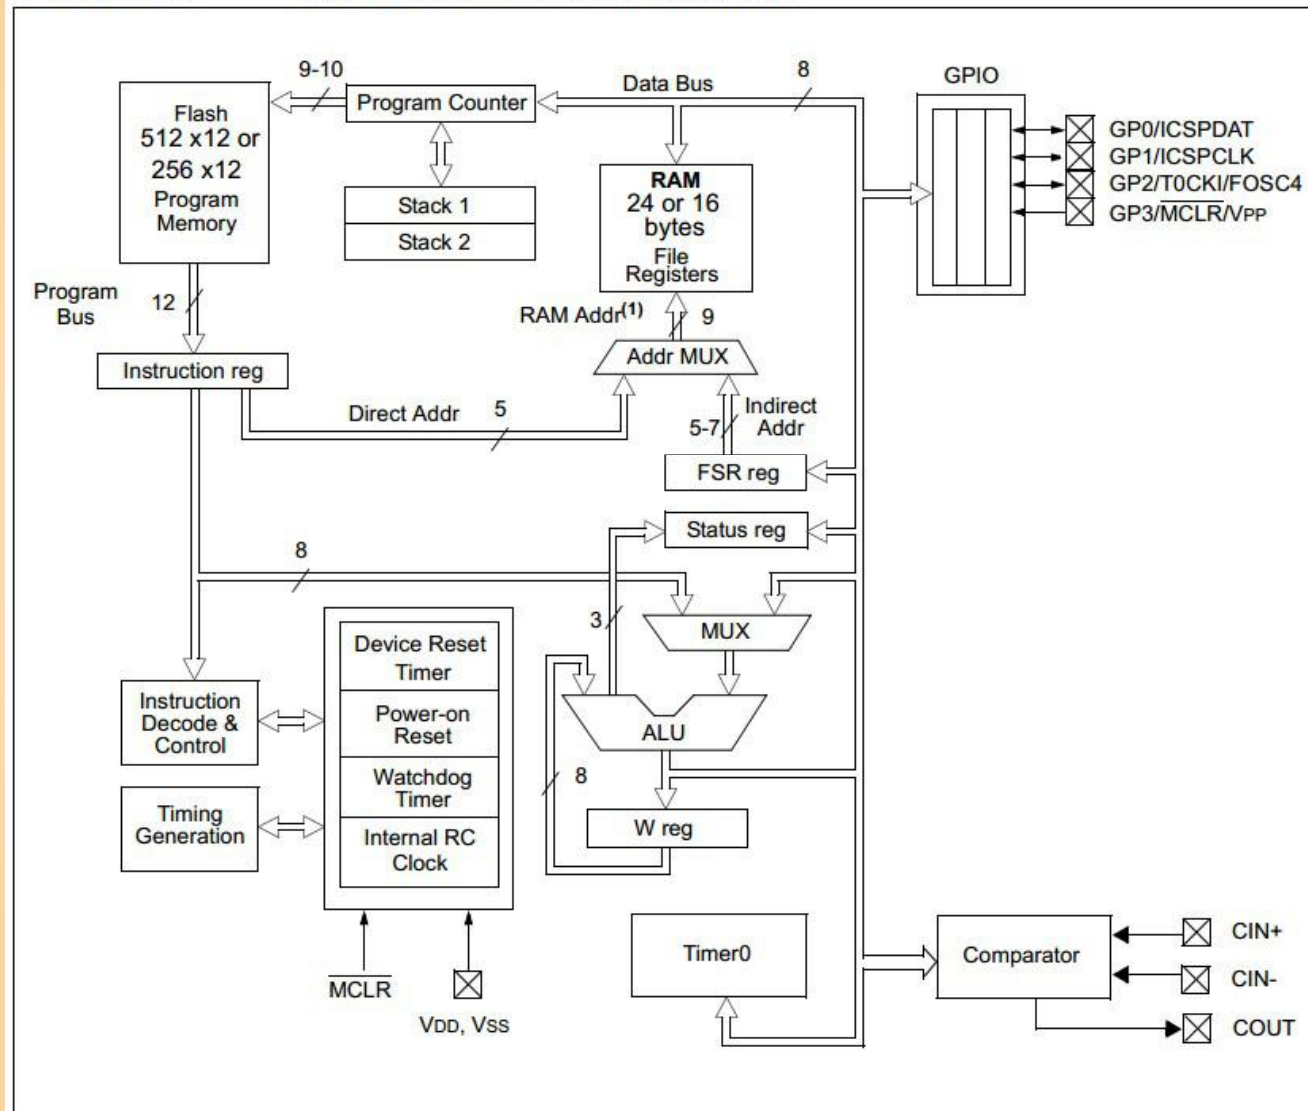 9-10
Data Bus
8
GPIO
Flash
512 x12 or
256 x12
Program
Memory
Program Counter
Stack 1
Stack 2
RAM
24 or 16
bytes
File
Registers
GP0/ICSPDAT
GP1/ICSPCLK
GP2/T0CKI/FOSC4
GP3/MCLR/VPP
Program
Bus
12
RAM Addr(1)
9
Instruction reg
Addr MUX
Direct Addr
5
5-7
Indirect
Addr
FSR reg
Status reg
8
3
MUX
Device Reset
Timer
Power-on
Reset
Watchdog
Timer
Internal RC
Clock
Instruction
Decode &
Control
Timing
Generation
ALU
8
W reg
MCLR
VDD, VSS
Timer0
Comparator
CIN+
CIN-
COUT